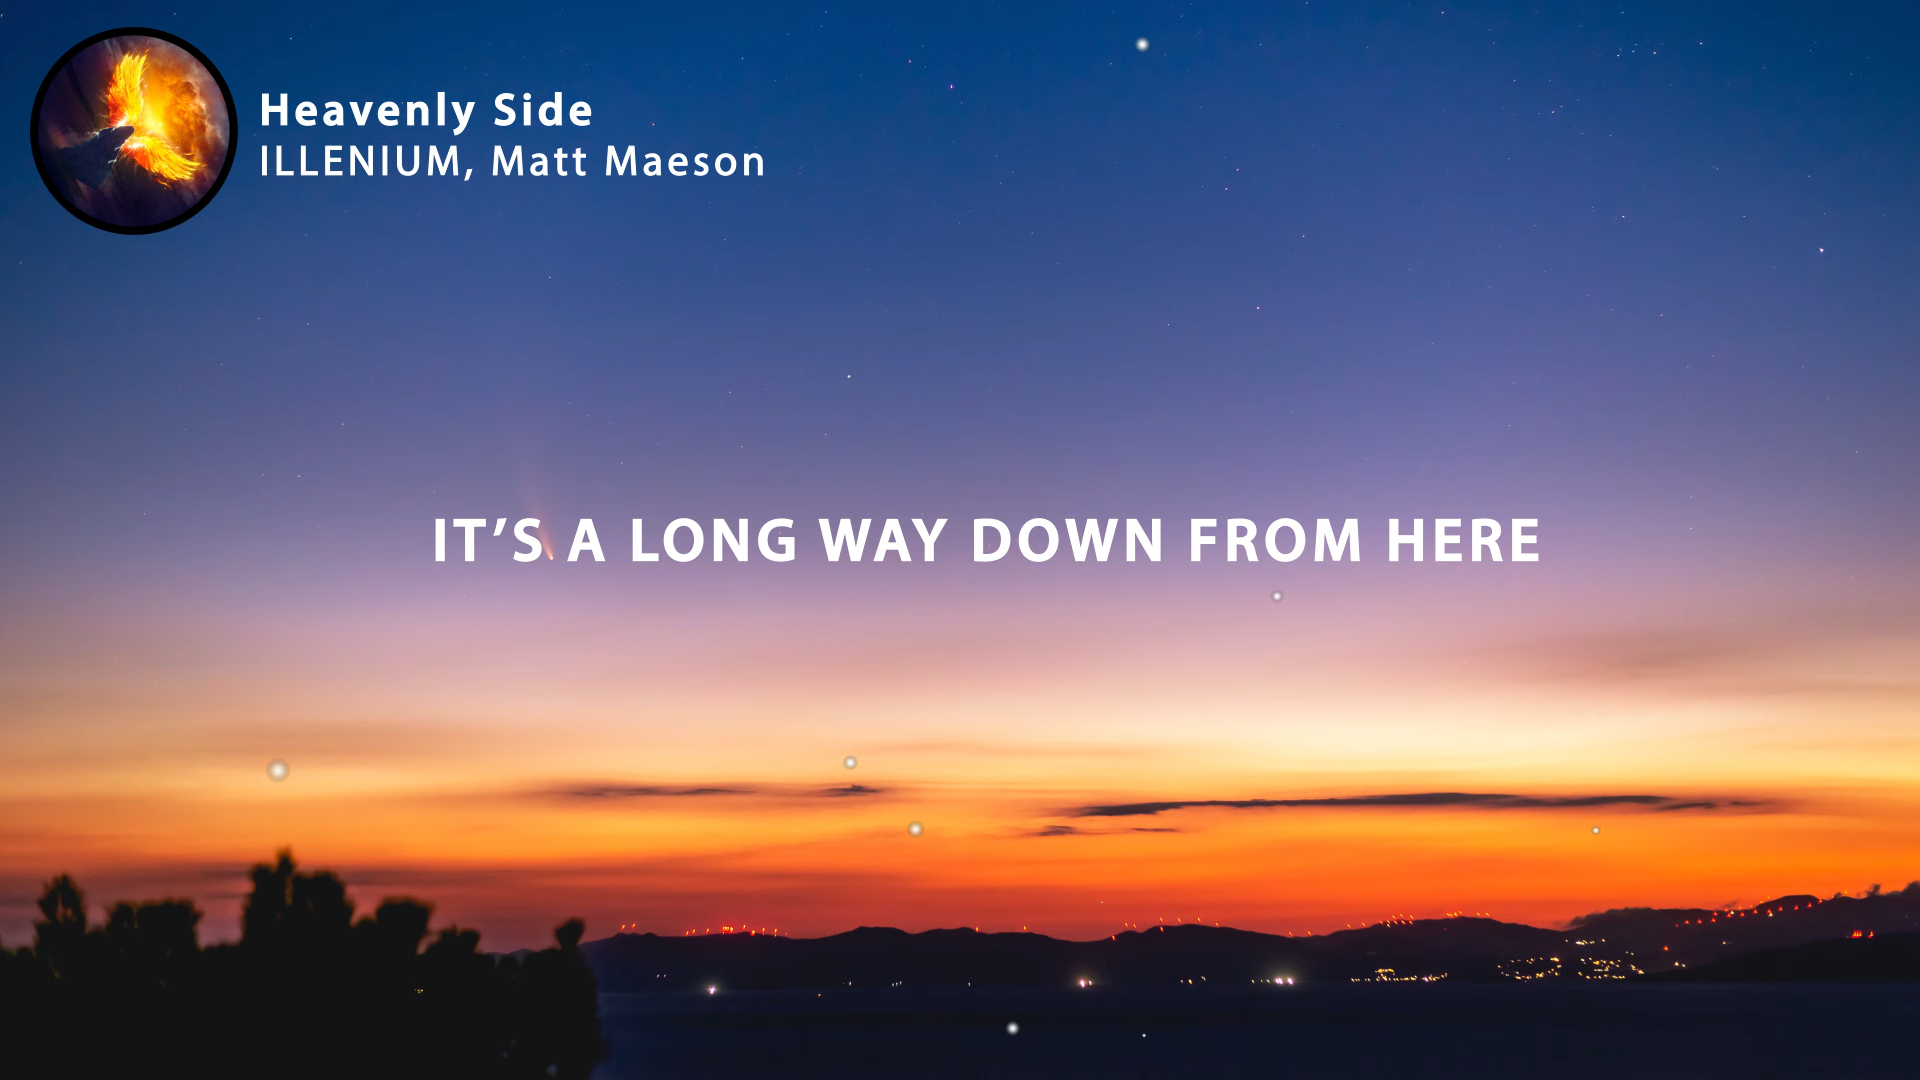 Heavenly Side
ILLENIUM, Matt Maeson
IT’S A LONG WAY DOWN FROM HERE